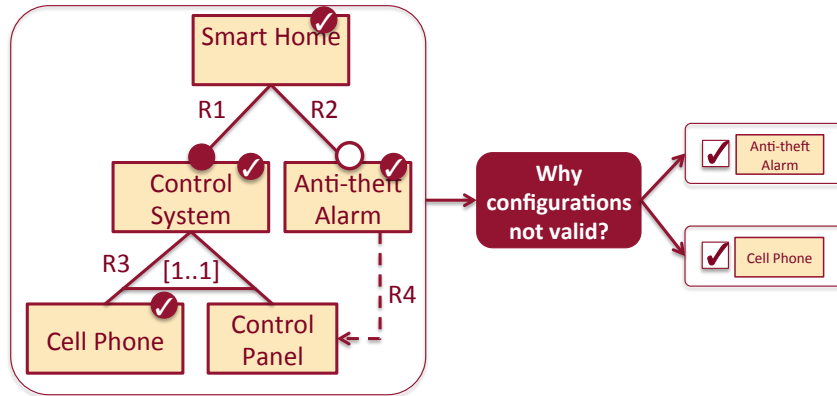 Smart Home
R1
R2
Control
System
Anti-theft
Alarm
R3
[1..1]
R4
Cell Phone
Control
Panel
Why
configurations
not valid?
Anti-theft
Alarm
Cell Phone